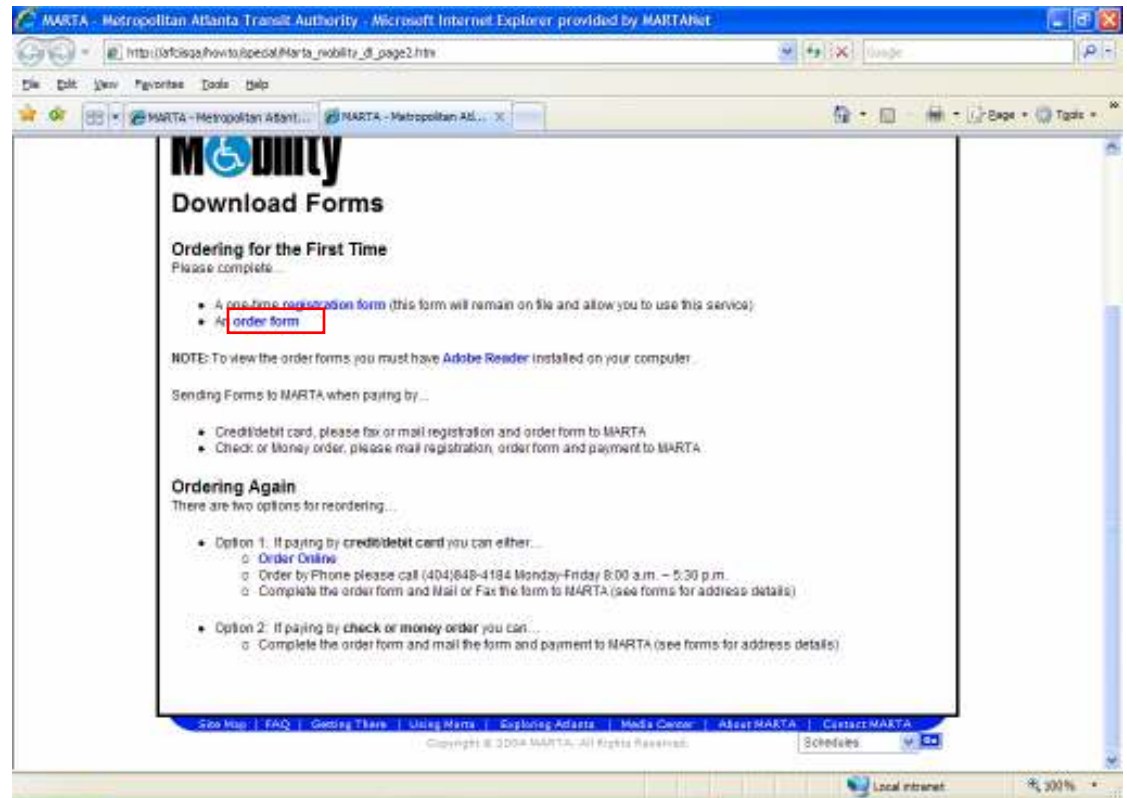 MARTA - Metropolitan Atlanta Transit Authority - Microsoft Internet Explorer provided by MARTANet
http://afcisqa/howto/special/Marta_mobility_dl_page2.htm
Google
File Edit View Favorites Tools Help
MARTA - Metropolitan Atlant... MARTA - Metropolitan Atl...
Page Tools
Mobility
Download Forms
Ordering for the First Time
Please complete...
• A one-time registration form (this form will remain on file and allow you to use this service)
• An order form
NOTE: To view the order forms you must have Adobe Reader installed on your computer.
Sending Forms to MARTA when paying by...
• Credit/debit card, please fax or mail registration and order form to MARTA
• Check or Money order, please mail registration, order form and payment to MARTA
Ordering Again
There are two options for reordering...
• Option 1: If paying by credit/debit card you can either...
o Order Online
o Order by Phone please call (404)848-4184 Monday-Friday 8:00 a.m. – 5:30 p.m.
o Complete the order form and Mail or Fax the form to MARTA (see forms for address details)
• Option 2: If paying by check or money order you can...
o Complete the order form and mail the form and payment to MARTA (see forms for address details)
Site Map | FAQ | Getting There | Using Marta | Exploring Atlanta | Media Center | About MARTA | Contact MARTA
Copyright © 2004 MARTA. All Rights Reserved.
Schedules Go
Local intranet 100%